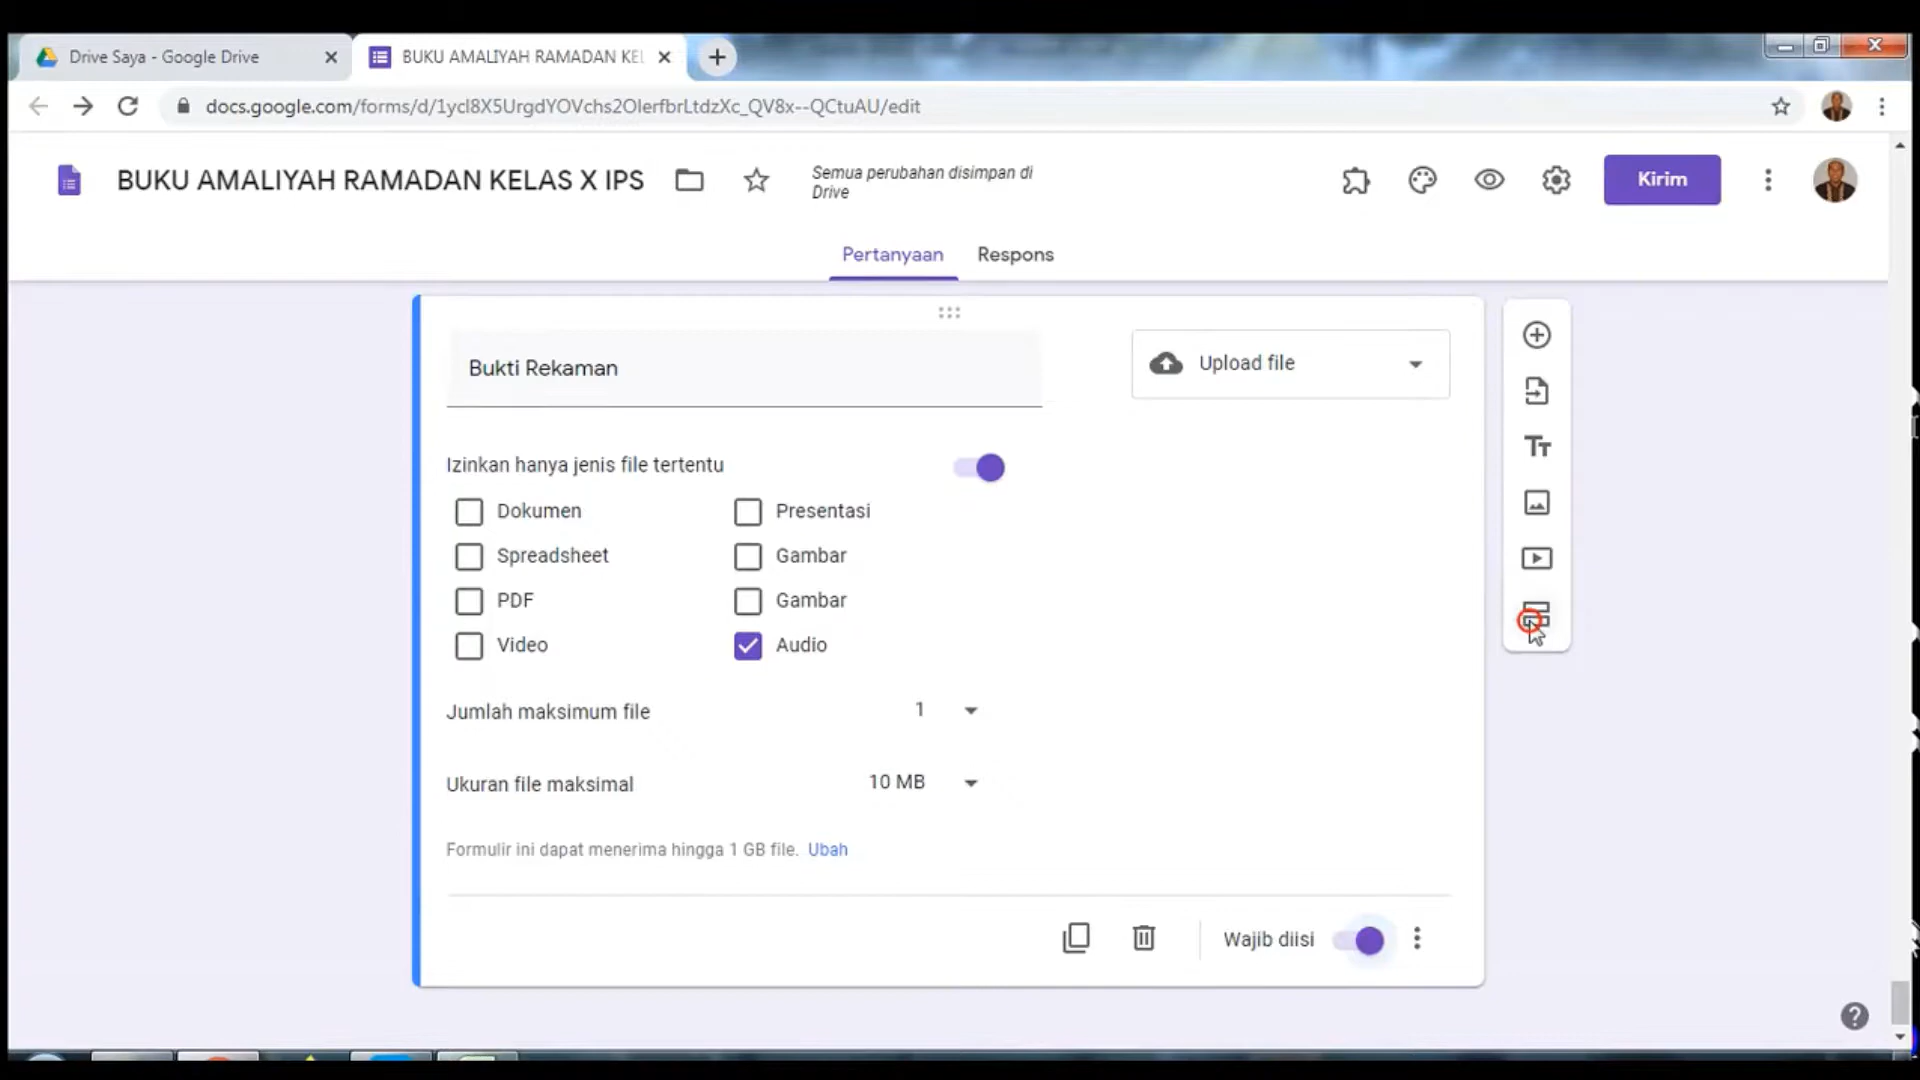 Drive Saya - Google Drive
BUKU AMALIYAH RAMADAN KEL
docs.google.com/forms/d/1ycl8X5UrgdYOVchs2OlerfbrLtdzXc_QV8x--QCtuAU/edit
BUKU AMALIYAH RAMADAN KELAS X IPS
Semua perubahan disimpan di
Drive
Kirim
Pertanyaan
Respons
Bukti Rekaman
Upload file
Izinkan hanya jenis file tertentu
Dokumen
Presentasi
Spreadsheet
Gambar
PDF
Gambar
Video
Audio
Jumlah maksimum file
1
Ukuran file maksimal
10 MB
Formulir ini dapat menerima hingga 1 GB file. Ubah
Wajib diisi